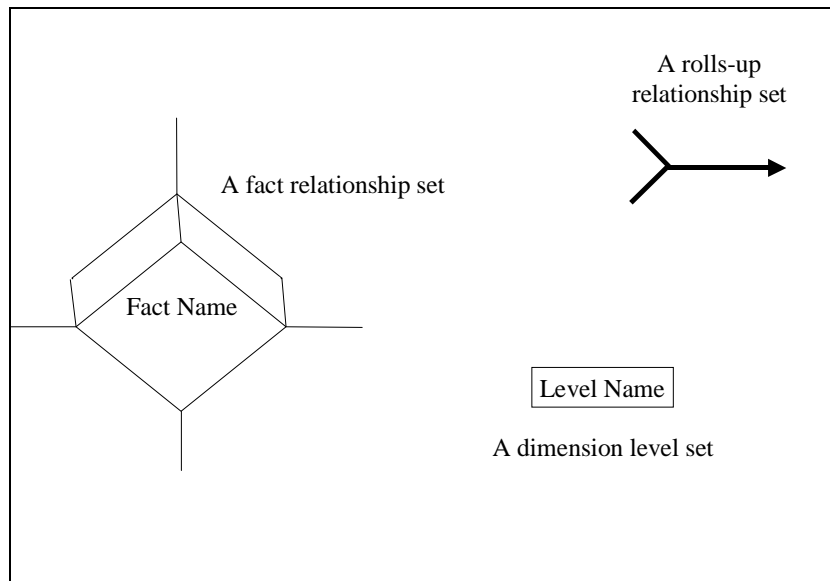 A rolls-up
relationship set
A fact relationship set
Fact Name
Level Name
A dimension level set